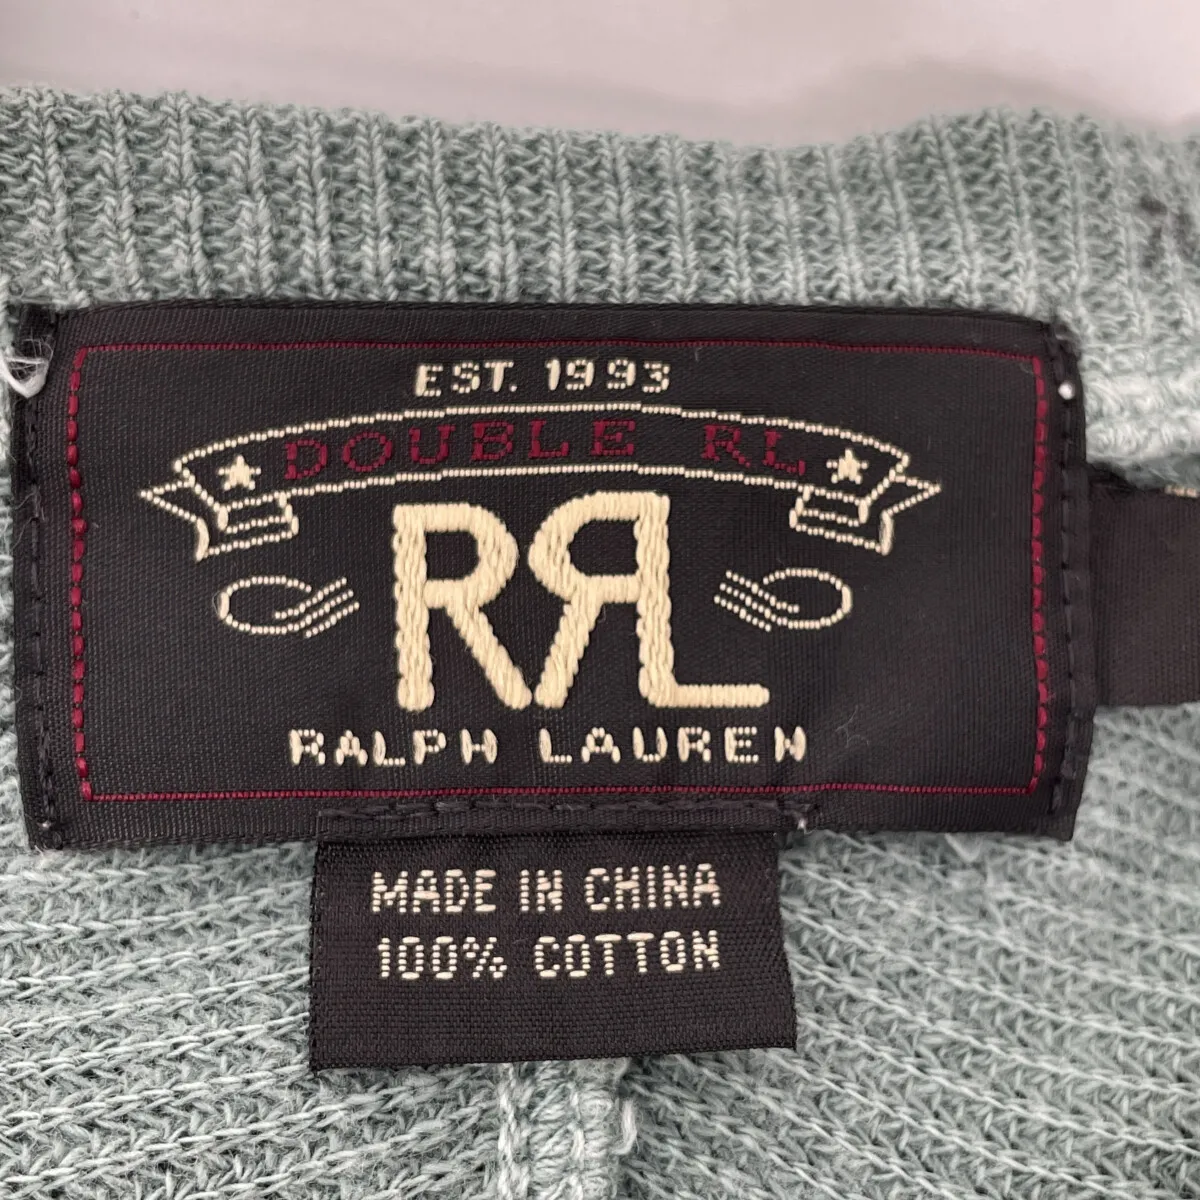 EST. 1993
DOUBLE RL
RRL
RALPH LAUREN
MADE IN CHINA
100% COTTON